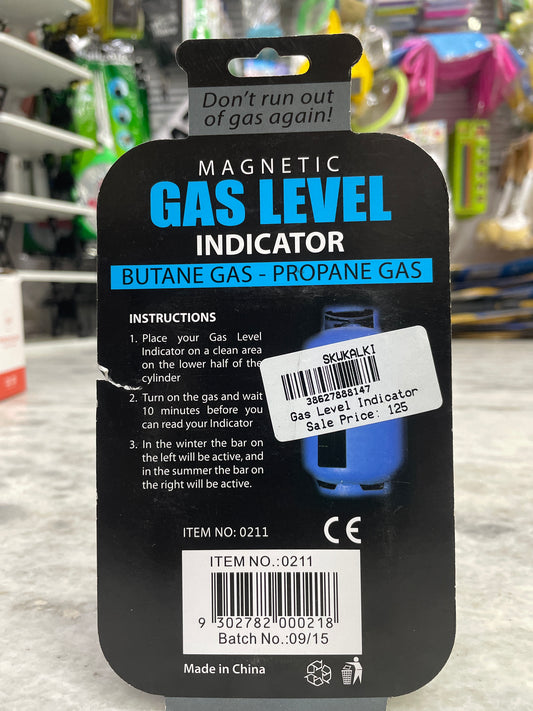 Don't run out
of gas again!
MAGNETIC
GAS LEVEL
INDICATOR
BUTANE GAS - PROPANE GAS
INSTRUCTIONS
1. Place your Gas Level
Indicator on a clean area
on the lower half of the
cylinder
2. Turn on the gas and wait
10 minutes before you
can read your Indicator
3. In the winter the bar on
the left will be active, and
in the summer the bar on
the right will be active.
SKUKALKI
38627888147
Gas Level Indicator
Sale Price: 125
ITEM NO: 0211
CE
ITEM NO.:0211
9 302782 000218
Batch No.:09/15
Made in China